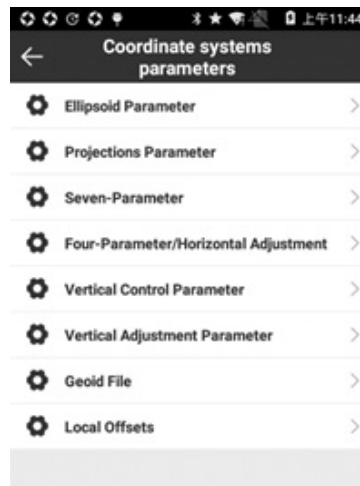 上午11:44
Coordinate systems
parameters
Ellipsoid Parameter
Projections Parameter
Seven-Parameter
Four-Parameter/Horizontal Adjustment
Vertical Control Parameter
Vertical Adjustment Parameter
Geoid File
Local Offsets